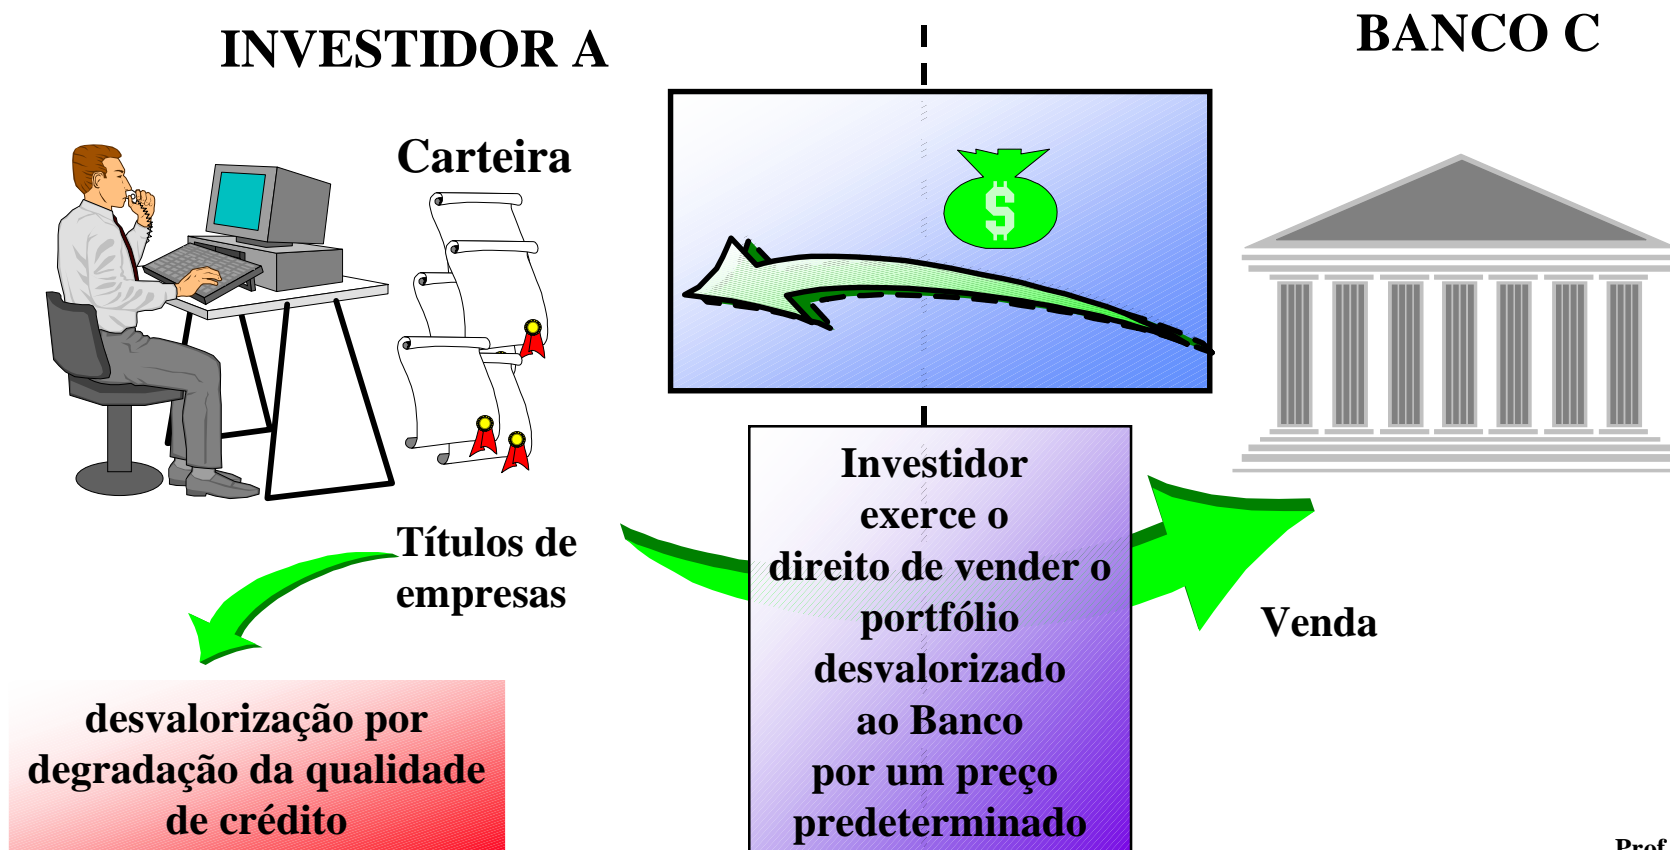 INVESTIDOR A
BANCO C
Carteira
$
Títulos de
empresas
desvalorização por
degradação da qualidade
de crédito
Investidor
exerce o
direito de vender o
portfólio
desvalorizado
ao Banco
por um preço
predeterminado
Venda
Prof